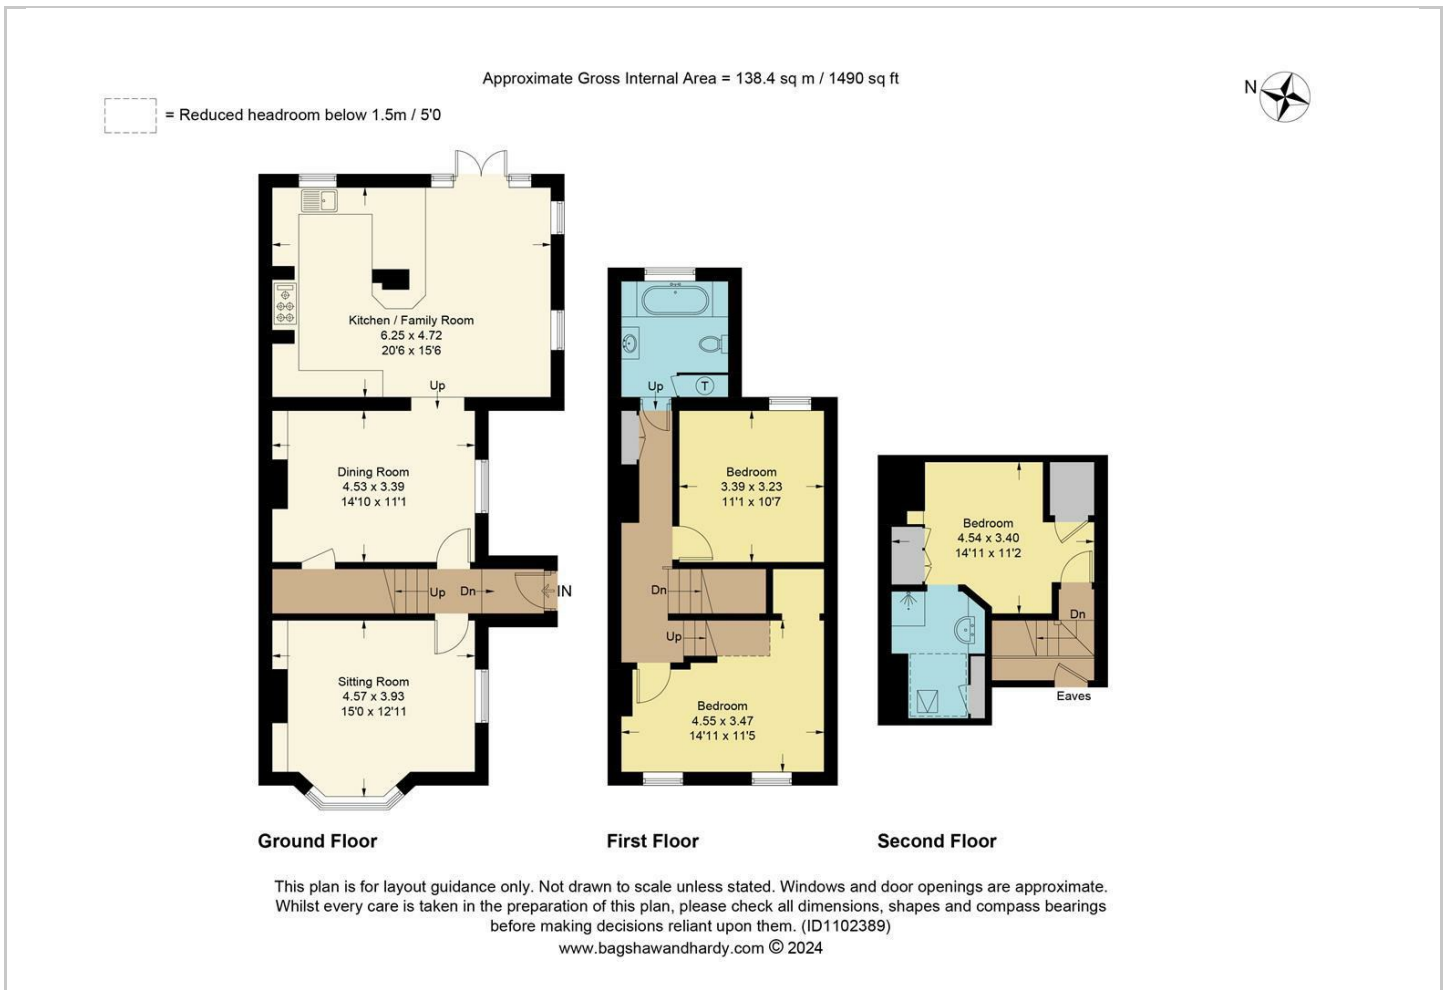 Approximate Gross Internal Area = 138.4 sq m / 1490 sq ft
N
= Reduced headroom below 1.5m / 5'0
Kitchen / Family Room
6.25 x 4.72
20'6 x 15'6
Up
Dining Room
4.53 x 3.39
14'10 x 11'1
Up
Dn
IN
Sitting Room
4.57 x 3.93
15'0 x 12'11
Ground Floor
Up
T
Bedroom
3.39 x 3.23
11'1 x 10'7
Dn
Up
Bedroom
4.55 x 3.47
14'11 x 11'5
First Floor
Bedroom
4.54 x 3.40
14'11 x 11'2
Dn
Eaves
Second Floor
This plan is for layout guidance only. Not drawn to scale unless stated. Windows and door openings are approximate.
Whilst every care is taken in the preparation of this plan, please check all dimensions, shapes and compass bearings
before making decisions reliant upon them. (ID1102389)
www.bagshawandhardy.com © 2024